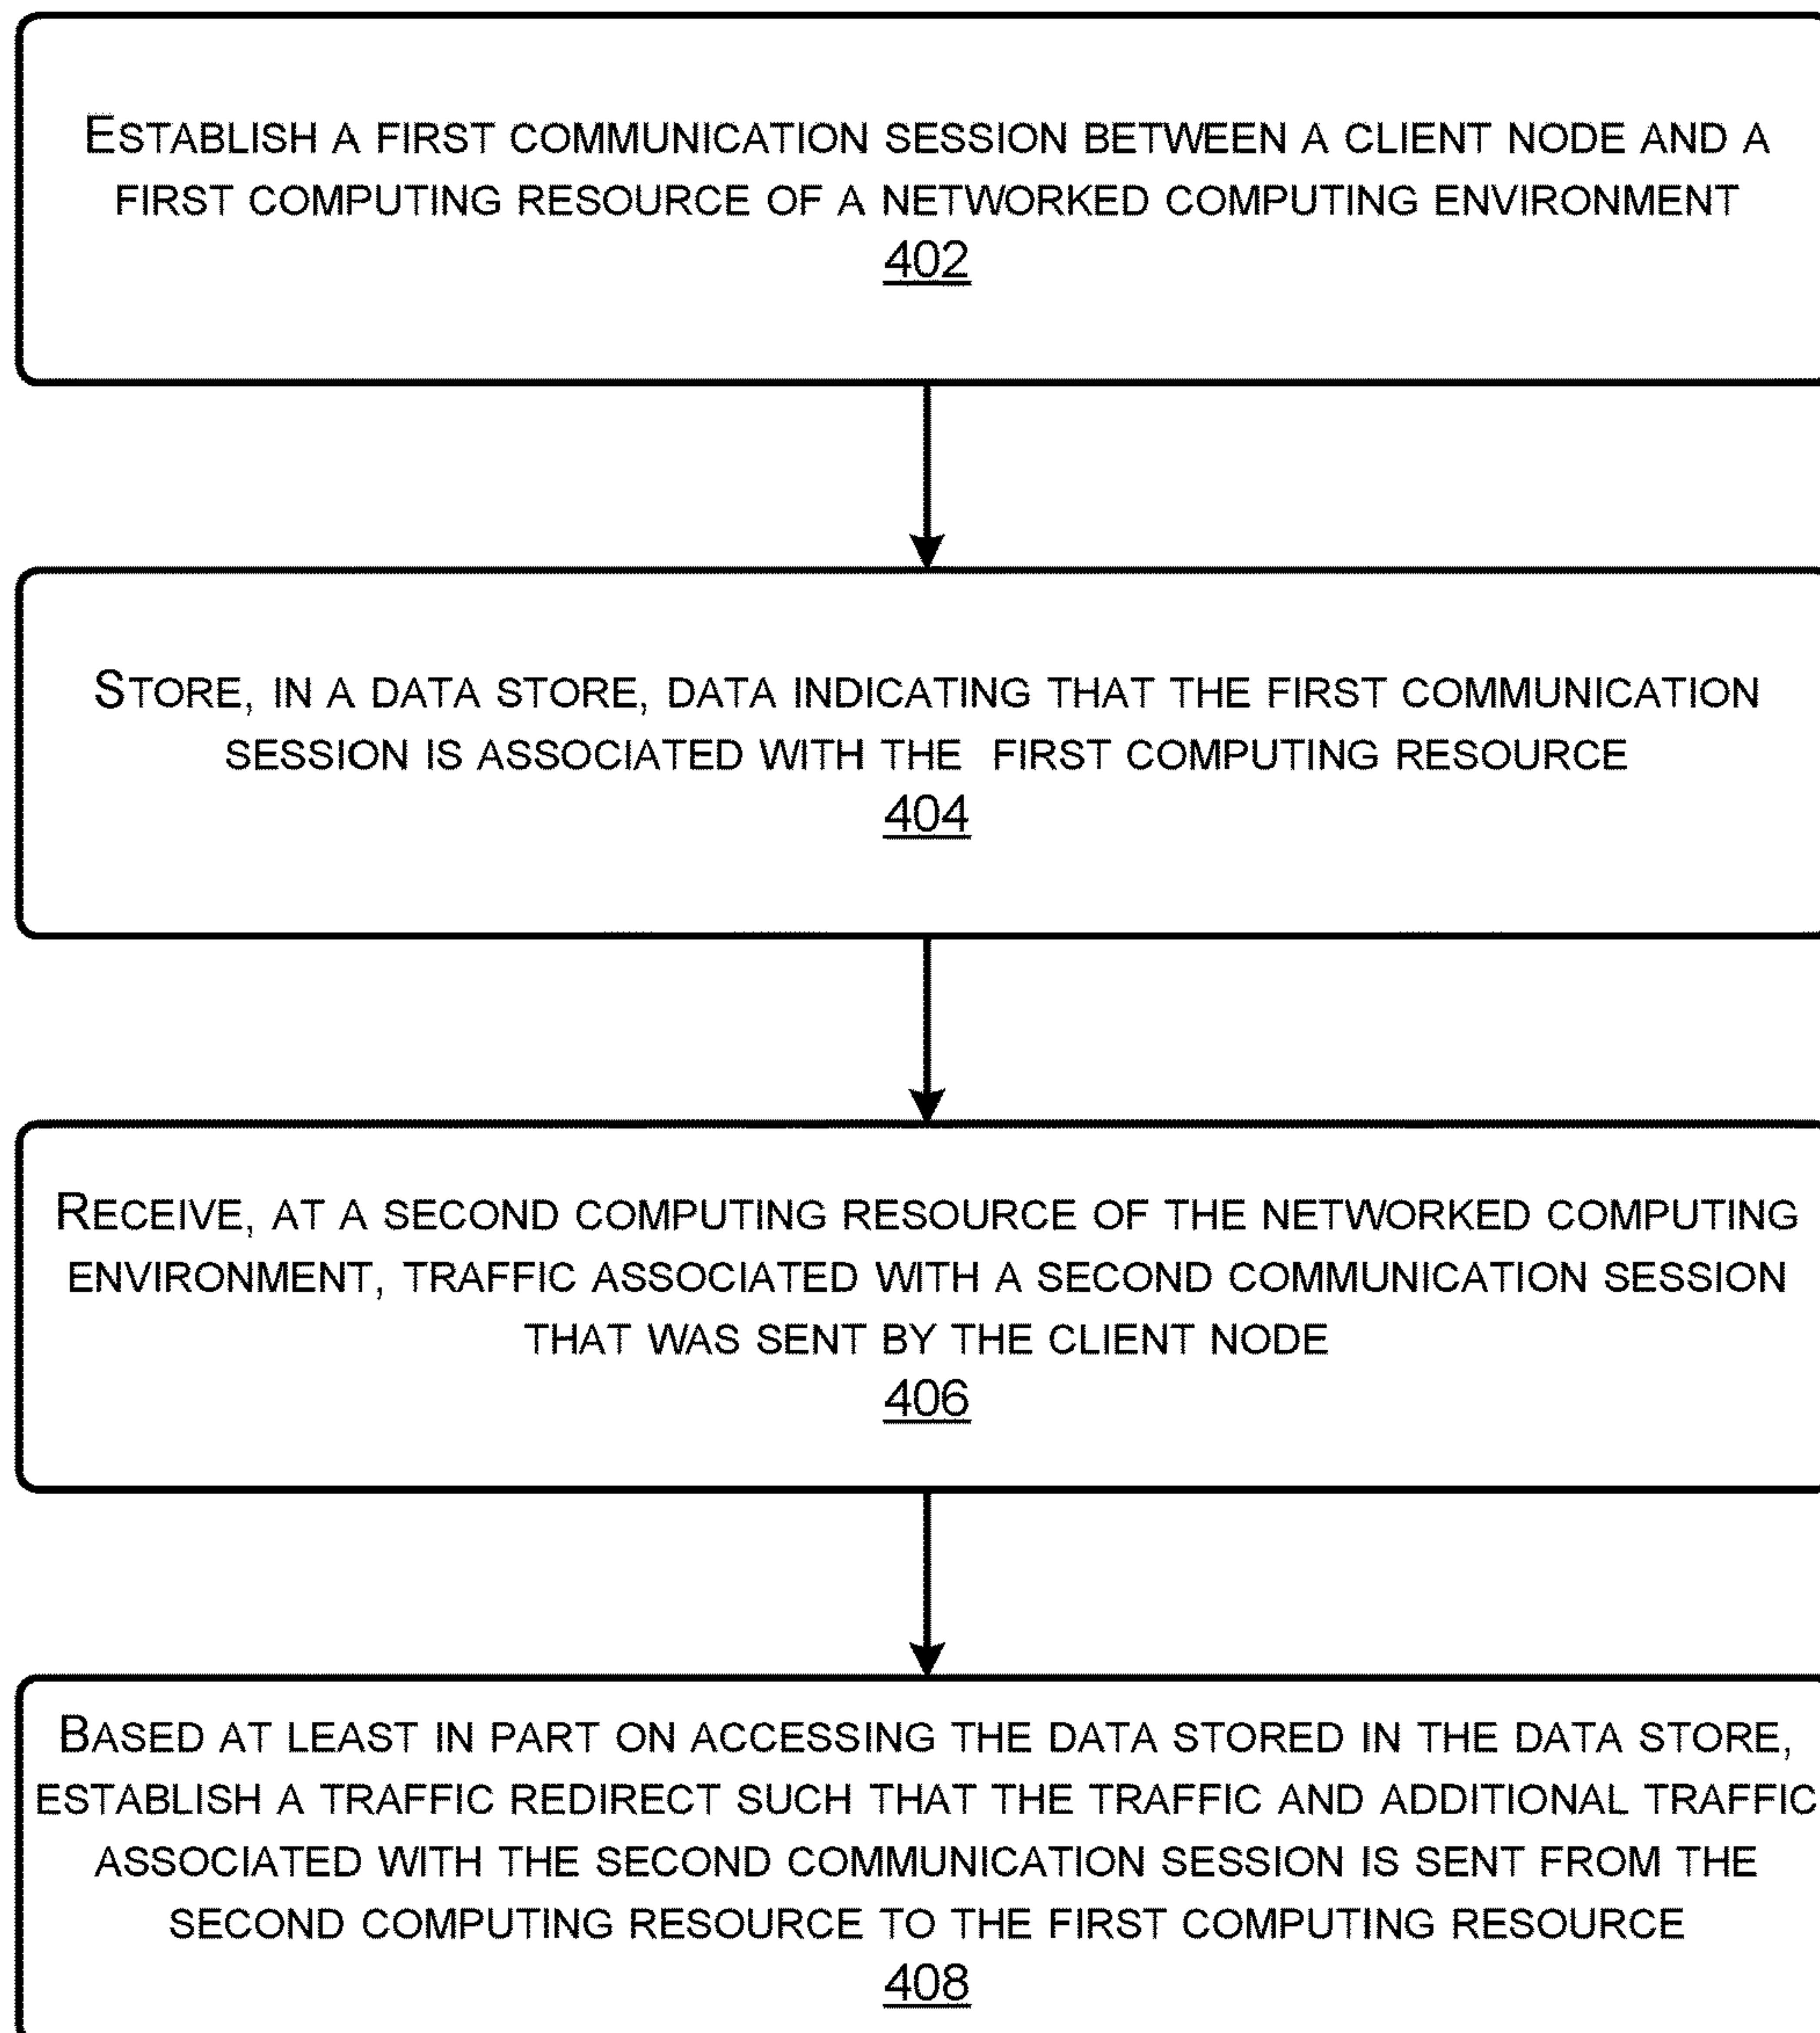 ESTABLISH A FIRST COMMUNICATION SESSION BETWEEN A CLIENT NODE AND A
FIRST COMPUTING RESOURCE OF A NETWORKED COMPUTING ENVIRONMENT
402
STORE, IN A DATA STORE, DATA INDICATING THAT THE FIRST COMMUNICATION
SESSION IS ASSOCIATED WITH THE FIRST COMPUTING RESOURCE
404
RECEIVE, AT A SECOND COMPUTING RESOURCE OF THE NETWORKED COMPUTING
ENVIRONMENT, TRAFFIC ASSOCIATED WITH A SECOND COMMUNICATION SESSION
THAT WAS SENT BY THE CLIENT NODE
406
BASED AT LEAST IN PART ON ACCESSING THE DATA STORED IN THE DATA STORE,
ESTABLISH A TRAFFIC REDIRECT SUCH THAT THE TRAFFIC AND ADDITIONAL TRAFFIC
ASSOCIATED WITH THE SECOND COMMUNICATION SESSION IS SENT FROM THE
SECOND COMPUTING RESOURCE TO THE FIRST COMPUTING RESOURCE
408